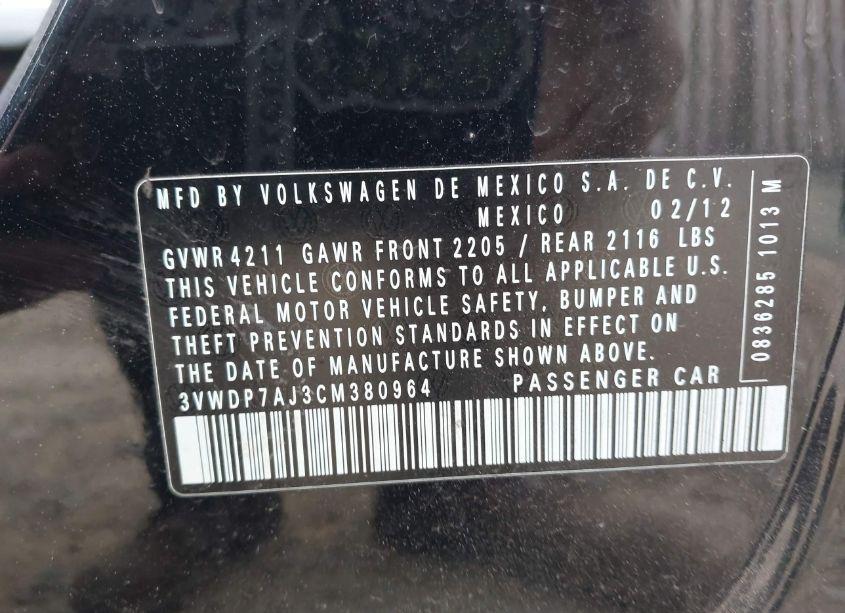 MFD BY VOLKSWAGEN DE MEXICO S.A. DE C.V.
MEXICO 02/12
GVWR 4211 GAWR FRONT 2205 / REAR 2116 LBS
THIS VEHICLE CONFORMS TO ALL APPLICABLE U.S.
FEDERAL MOTOR VEHICLE SAFETY, BUMPER AND
THEFT PREVENTION STANDARDS IN EFFECT ON
THE DATE OF MANUFACTURE SHOWN ABOVE.
3VWDP7AJ3CM380964 PASSENGER CAR
0836285 1013 M